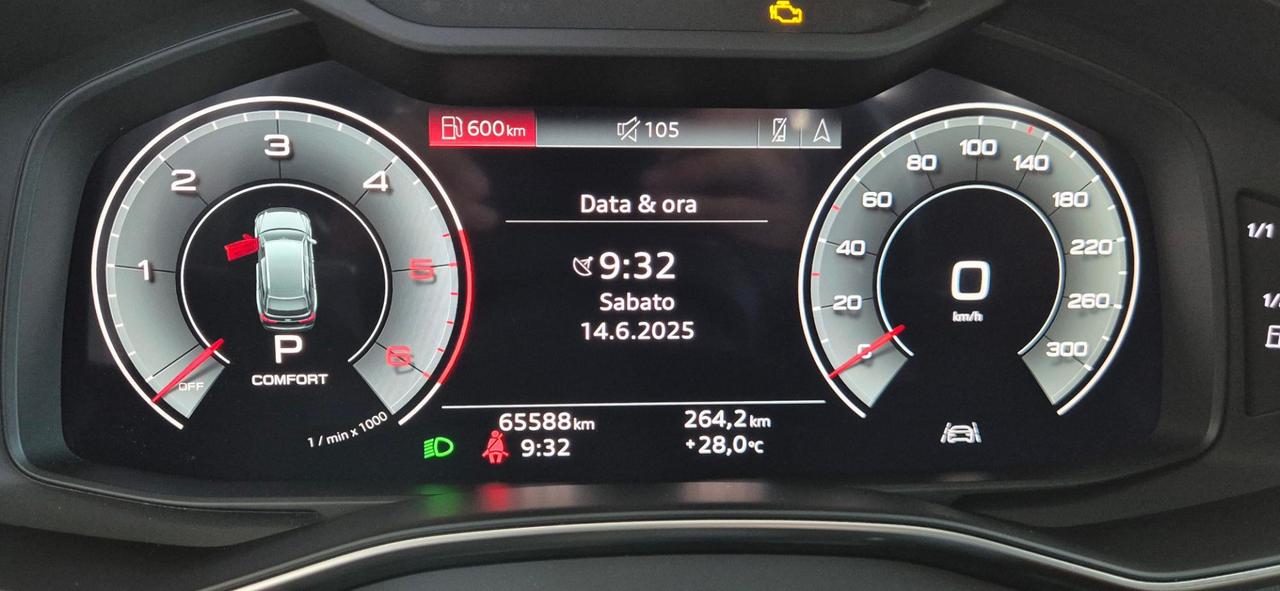 600km
105
3
2
4
1
5
6
OFF
P
COMFORT
1 / min x 1000
Data & ora
9:32
Sabato
14.6.2025
65588km
264,2km
9:32
+28,0°C
100
80
140
60
180
40
220
20
260
0
300
0
km/h
1/1